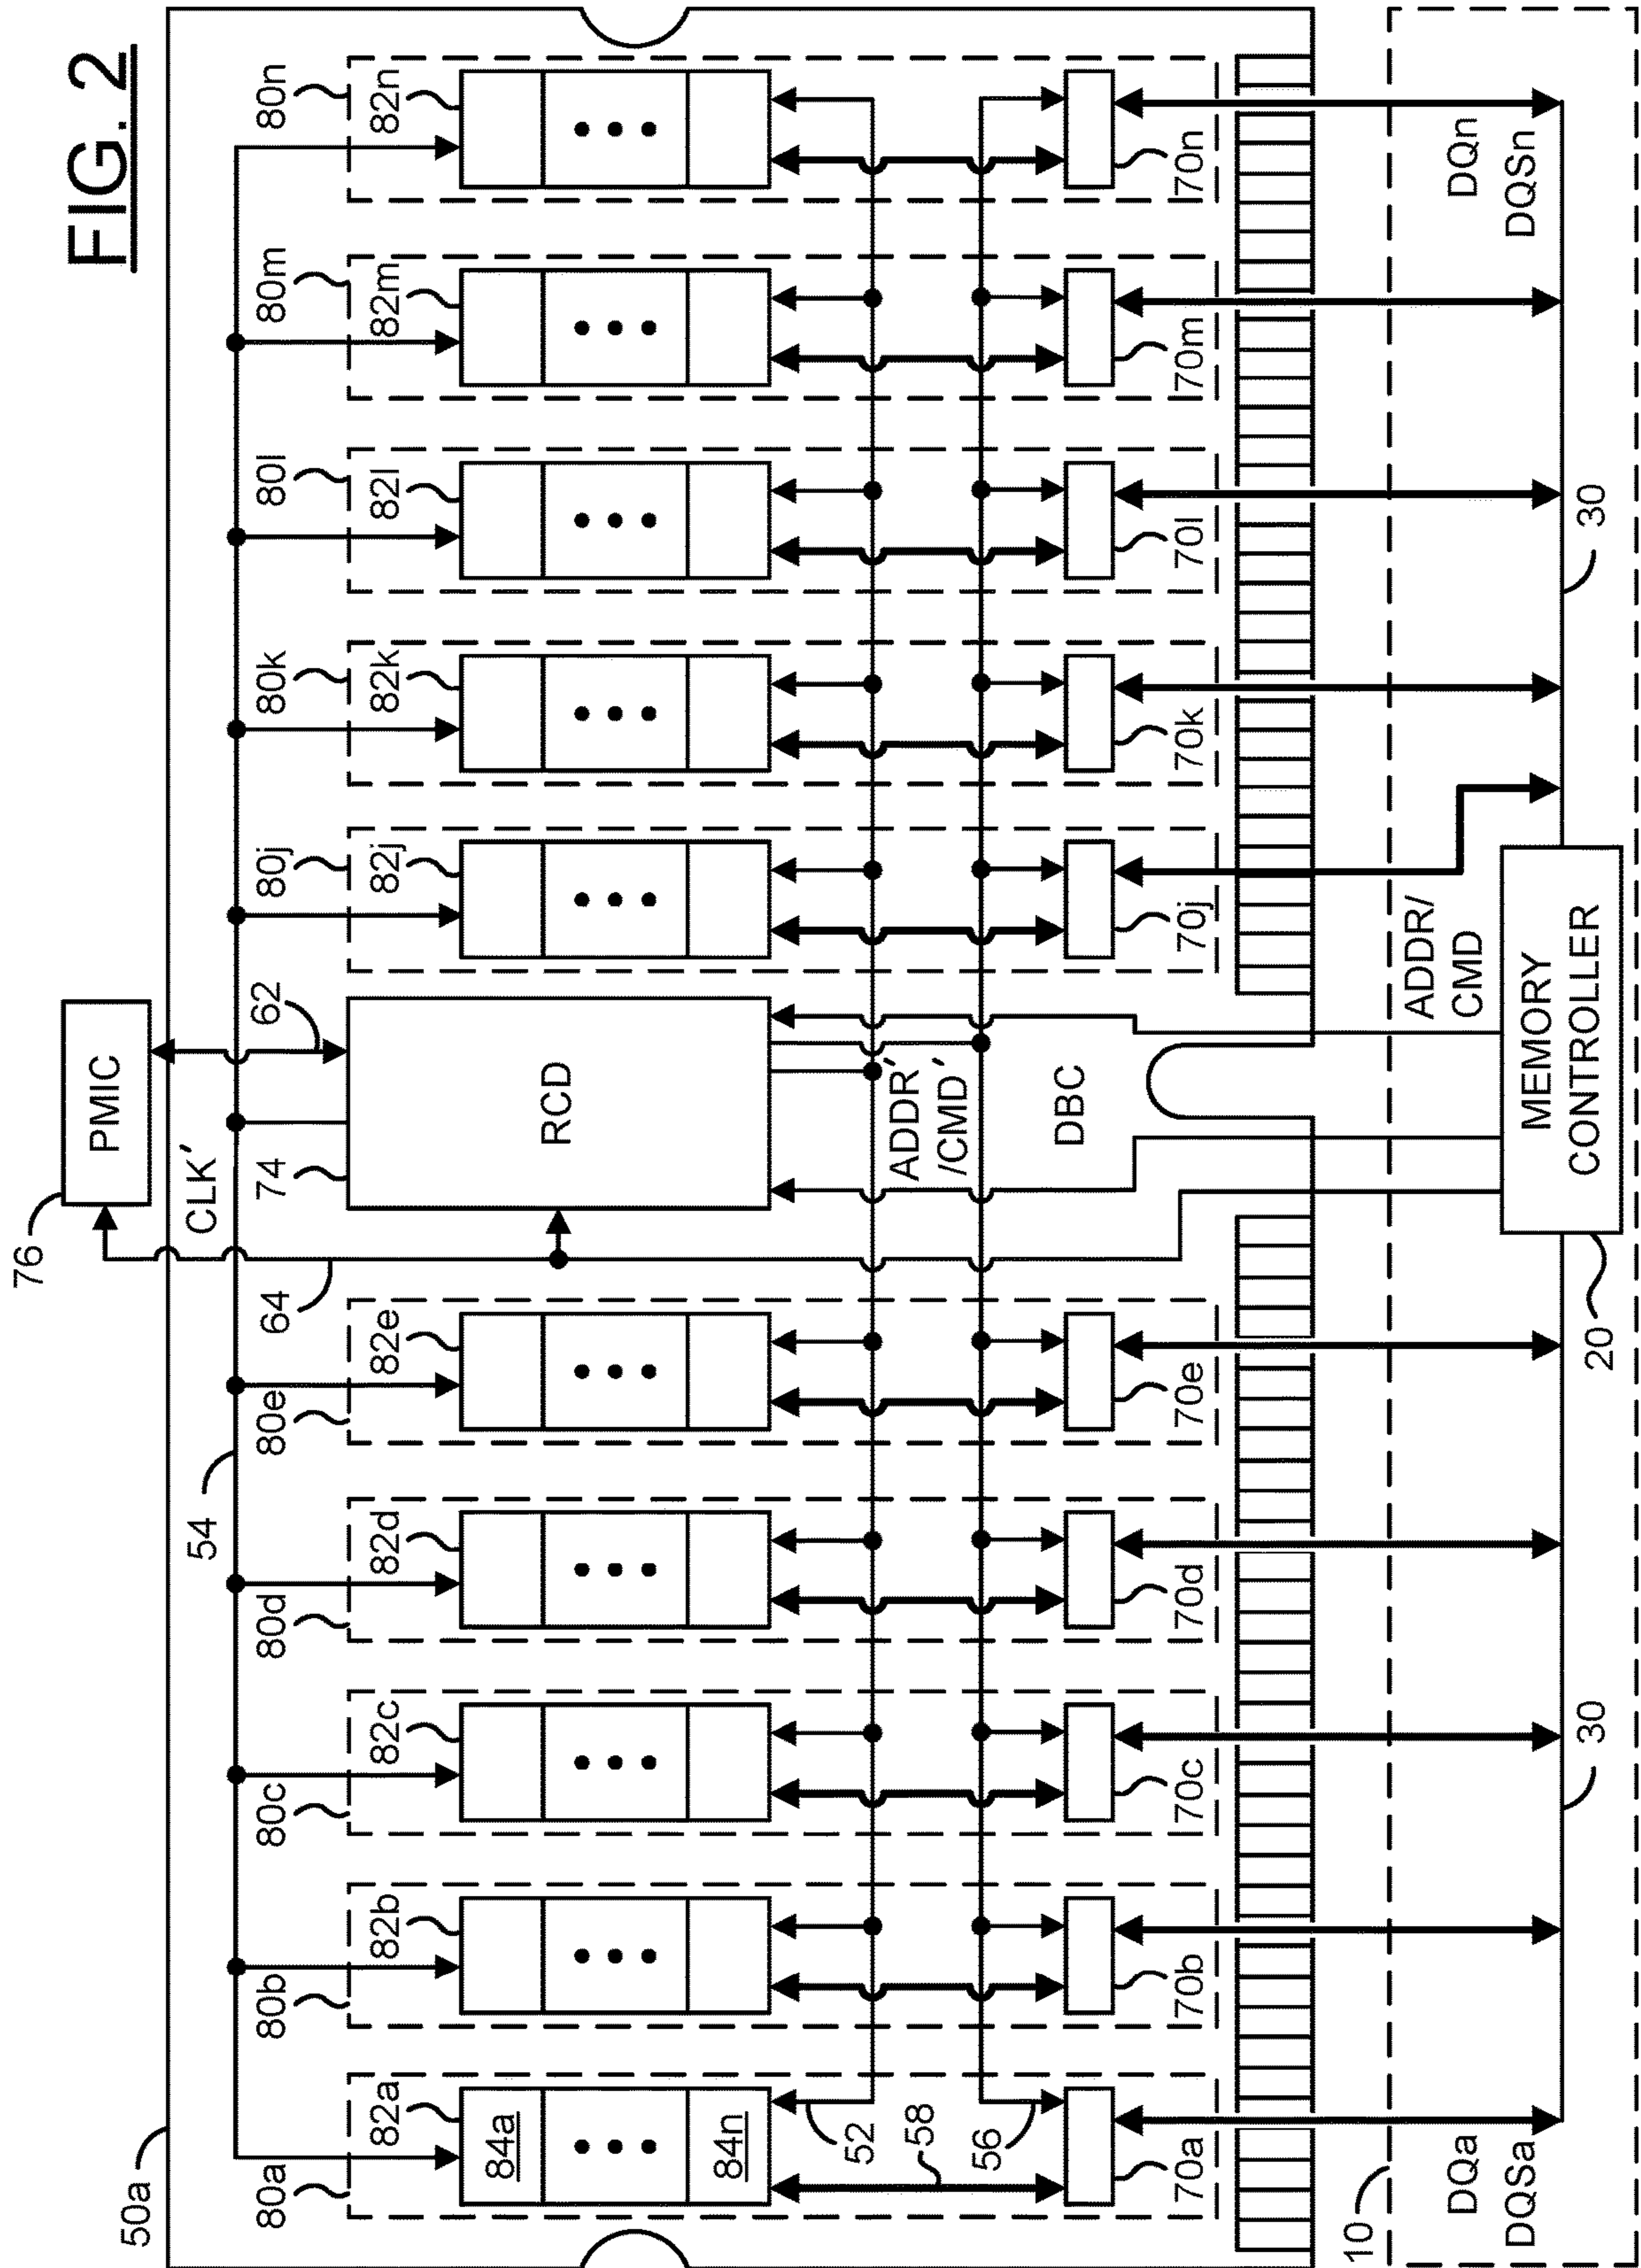 FIG. 2
50a
76
PMIC
CLK'
54
64
74
62
80a
80b
80c
80d
80e
80j
80k
80l
80m
80n
82a
82b
82c
82d
82e
82j
82k
82l
82m
82n
84a
84n
RCD
52
58
56
ADDR'
/CMD'
DBC
70a
70b
70c
70d
70e
70j
70k
70l
70m
70n
10
DQa
DQSa
30
20
MEMORY
CONTROLLER
ADDR/
CMD
30
DQn
DQSn